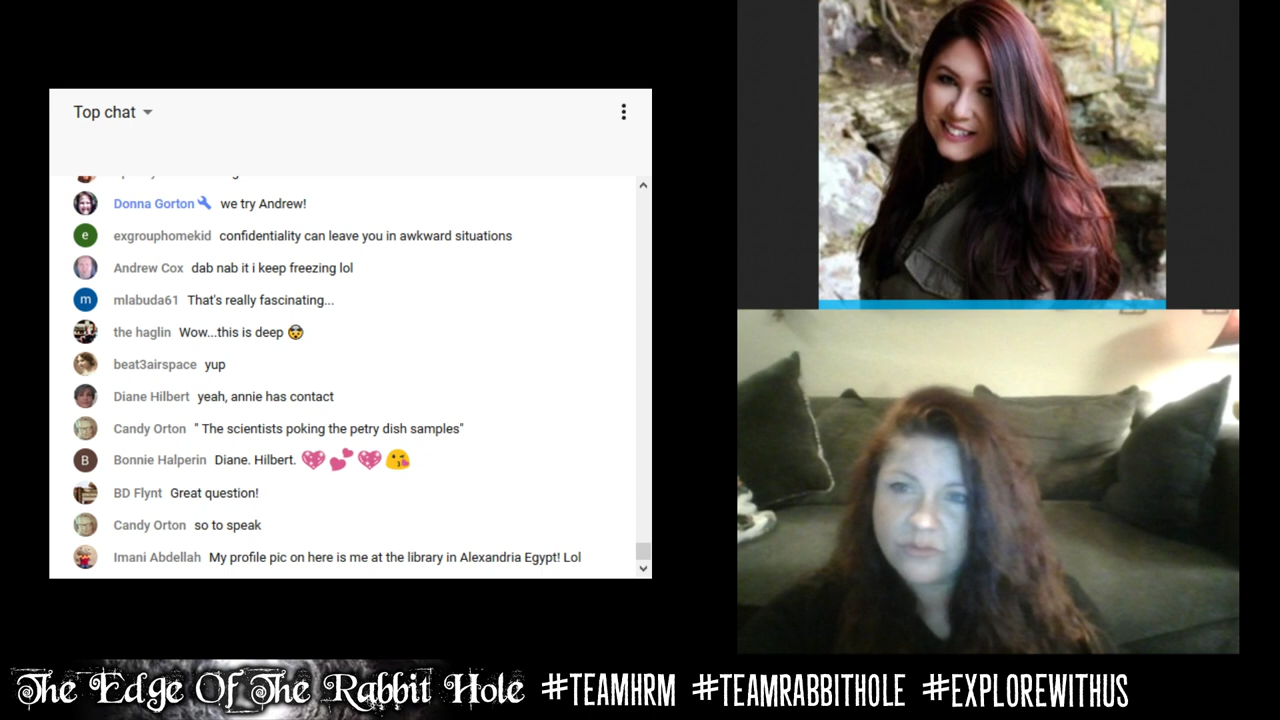 Top chat
Donna Gorton we try Andrew!
e exgrouphomekid confidentiality can leave you in awkward situations
Andrew Cox dab nab it i keep freezing lol
m mlabuda61 That's really fascinating...
the haglin Wow...this is deep 🤯
beat3airspace yup
Diane Hilbert yeah, annie has contact
Candy Orton " The scientists poking the petry dish samples"
B Bonnie Halperin Diane. Hilbert. 💖💕💖😘
BD Flynt Great question!
Candy Orton so to speak
Imani Abdellah My profile pic on here is me at the library in Alexandria Egypt! Lol
The Edge Of The Rabbit Hole #TEAMHRM #TEAMRABBITHOLE #EXPLOREWITHUS